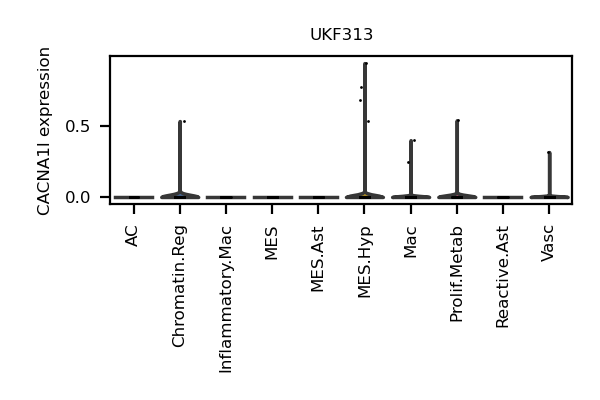 UKF313
CACNA1I expression
0.5
0.0
AC
Chromatin.Reg
Inflammatory.Mac
MES
MES.Ast
MES.Hyp
Mac
Prolif.Metab
Reactive.Ast
Vasc